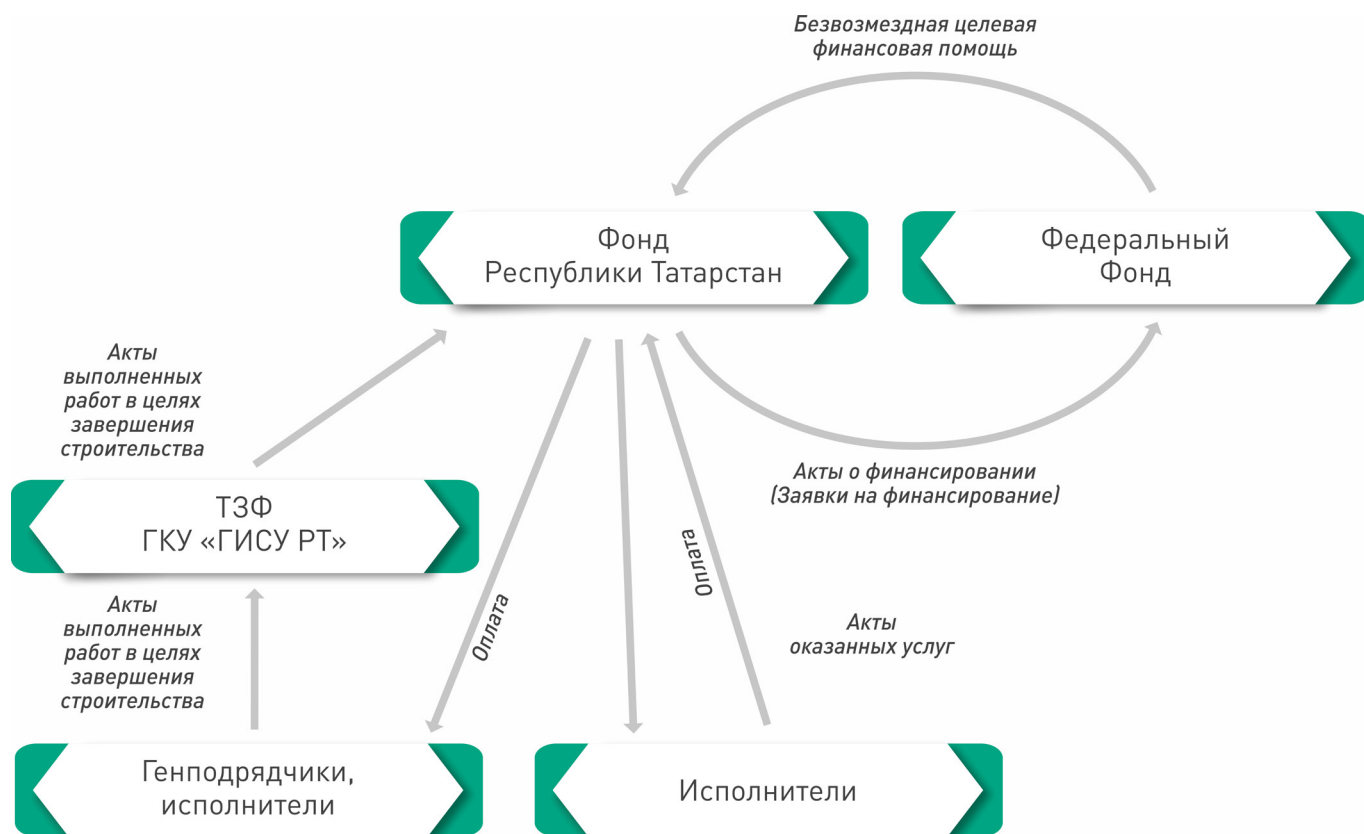 Безвозмездная целевая
финансовая помощь
Фонд
Республики Татарстан
Федеральный
Фонд
Акты
выполненных
работ в целях
завершения
строительства
Акты о финансировании
(Заявки на финансирование)
ТЗФ
ГКУ «ГИСУ РТ»
Оплата
Оплата
Акты
выполненных
работ в целях
завершения
строительства
Акты
оказанных услуг
Генподрядчики,
исполнители
Исполнители